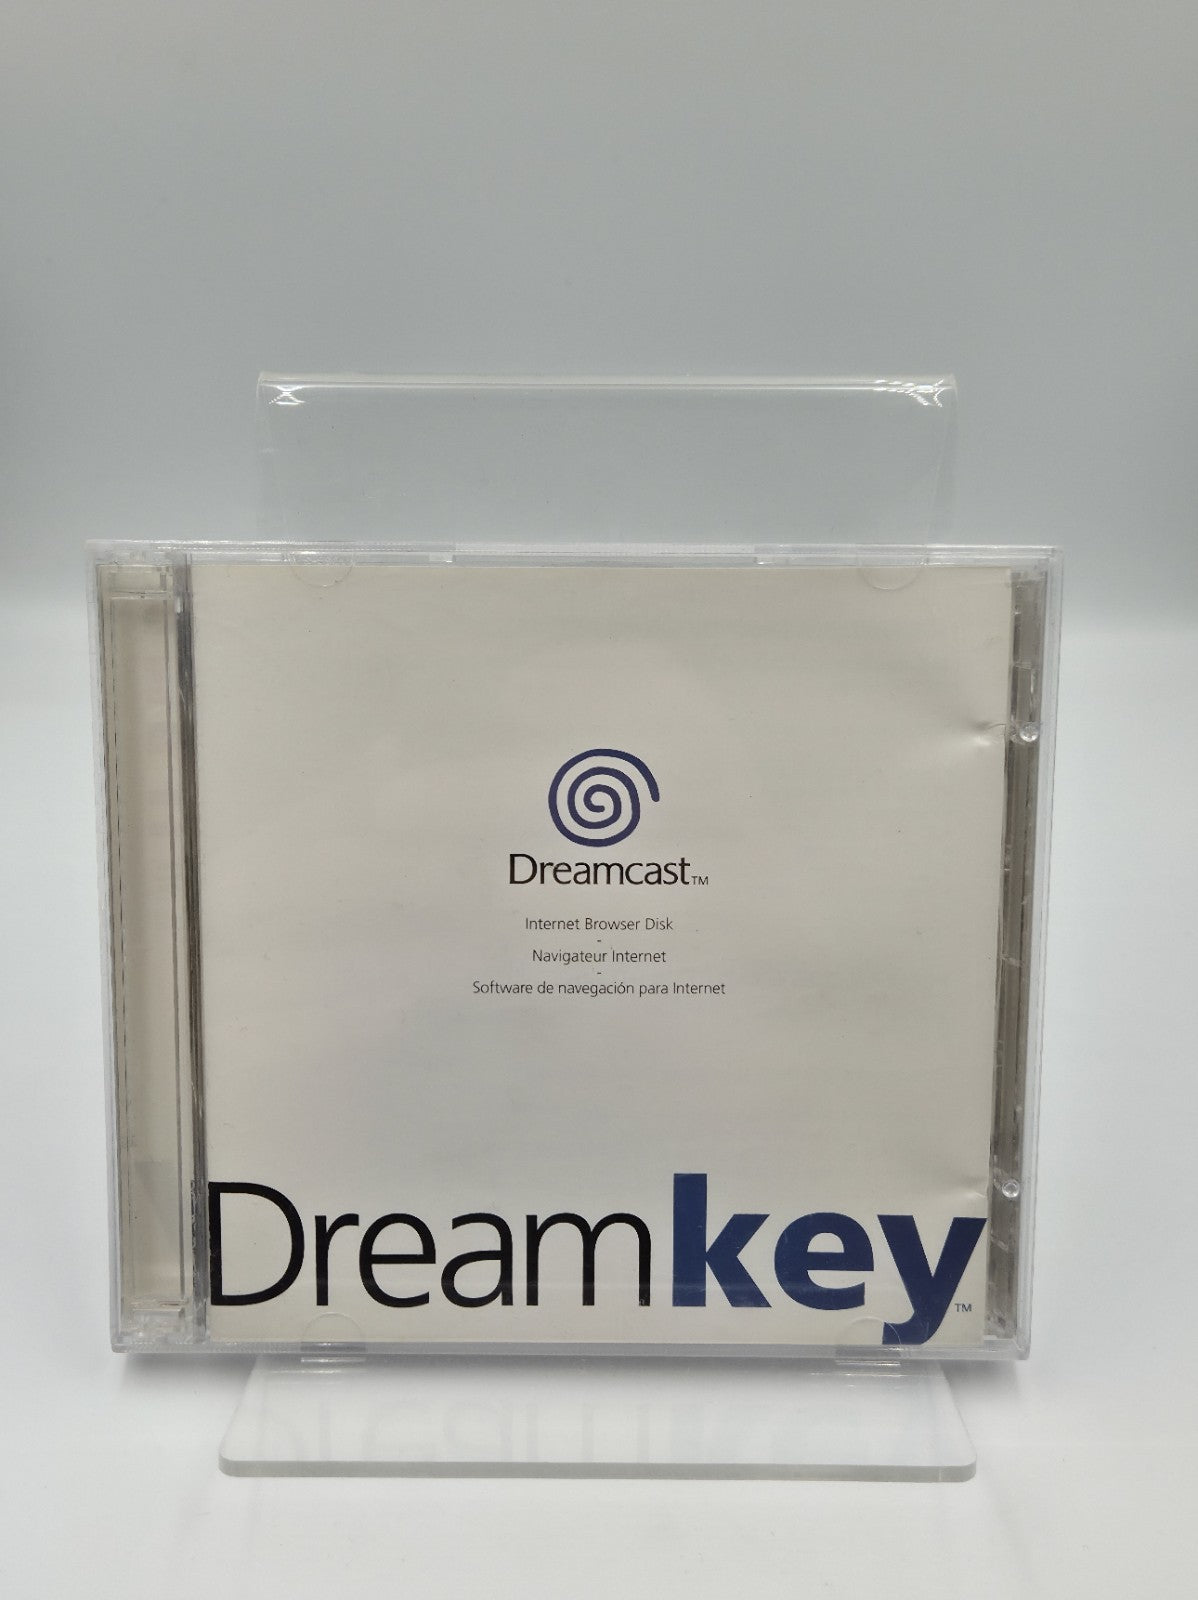 Dreamcast™
Internet Browser Disk
-
Navigateur Internet
-
Software de navegación para Internet
Dreamkey™